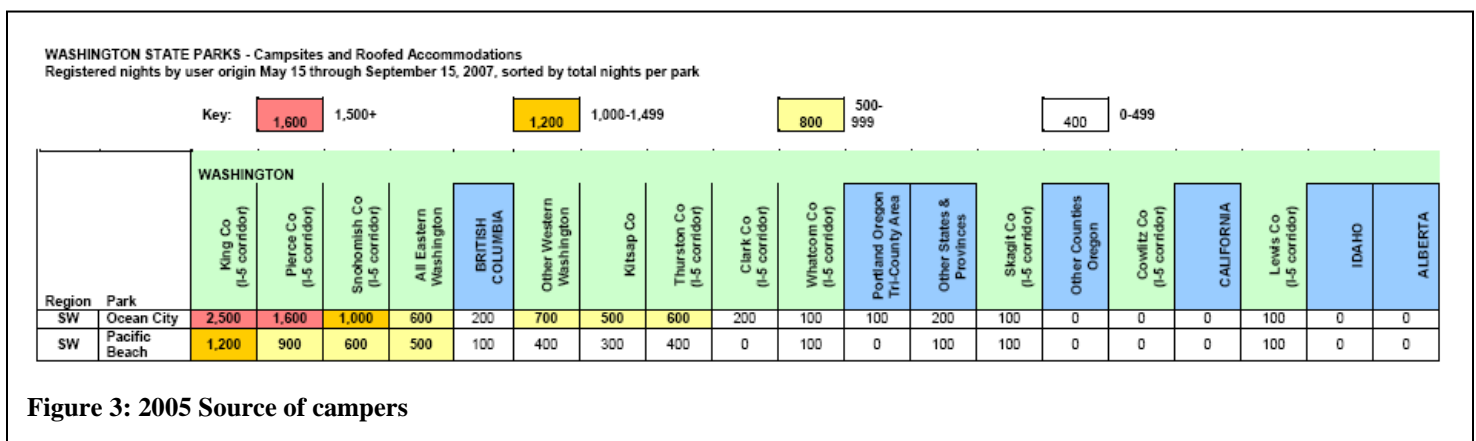 WASHINGTON STATE PARKS - Campsites and Roofed Accommodations
Registered nights by user origin May 15 through September 15, 2007, sorted by total nights per park
Key: 1,600 1,500+ 1,200 1,000-1,499 800 500-999 400 0-499
WASHINGTON
Region Park King Co (I-5 corridor) Pierce Co (I-5 corridor) Snohomish Co (I-5 corridor) All Eastern Washington BRITISH COLUMBIA Other Western Washington Kitsap Co Thurston Co (I-5 corridor) Clark Co (I-5 corridor) Whatcom Co (I-5 corridor) Portland Oregon Tri-County Area Other States & Provinces Skagit Co (I-5 corridor) Other Counties Oregon Cowlitz Co (I-5 corridor) CALIFORNIA Lewis Co (I-5 corridor) IDAHO ALBERTA
SW Ocean City 2,500 1,600 1,000 600 200 700 500 600 200 100 100 200 100 0 0 0 100 0 0
SW Pacific Beach 1,200 900 600 500 100 400 300 400 0 100 0 100 100 0 0 0 100 0 0
Figure 3: 2005 Source of campers